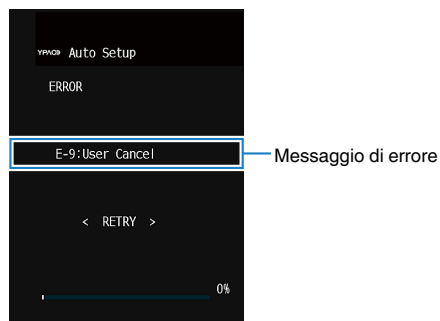 YPAO Auto Setup
ERROR
E-9:User Cancel
Messaggio di errore
< RETRY >
0%